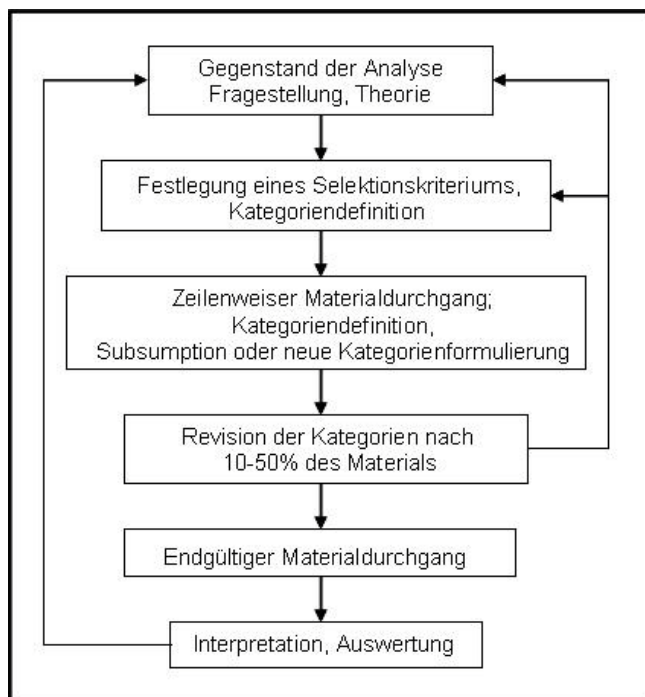 Gegenstand der Analyse
Fragestellung, Theorie
Festlegung eines Selektionskriteriums,
Kategoriendefinition
Zeilenweiser Materialdurchgang;
Kategoriendefinition,
Subsumption oder neue Kategorienformulierung
Revision der Kategorien nach
10-50% des Materials
Endgültiger Materialdurchgang
Interpretation, Auswertung